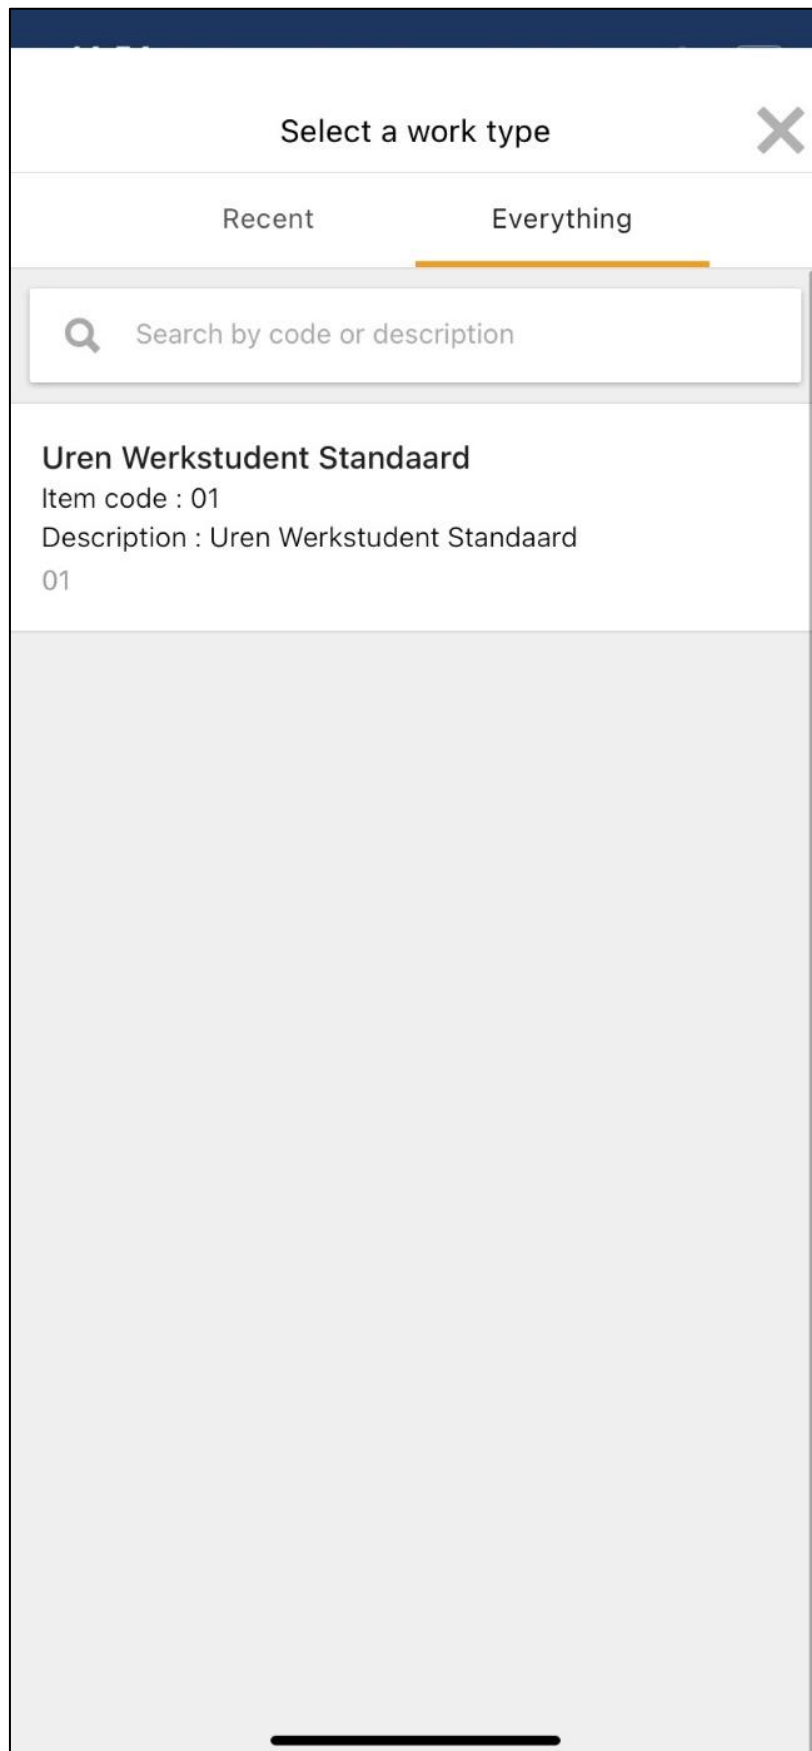 Select a work type
Recent
Everything
Search by code or description
Uren Werkstudent Standaard
Item code : 01
Description : Uren Werkstudent Standaard
01